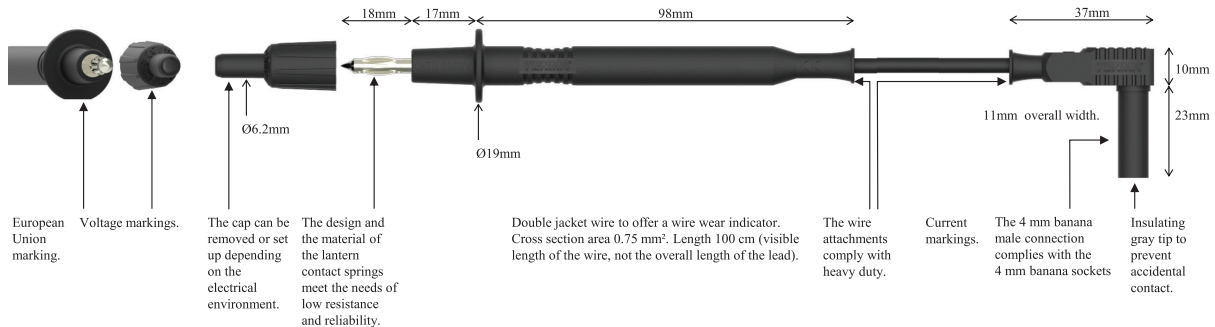 18mm
17mm
98mm
37mm
10mm
23mm
11mm overall width.
Ø6.2mm
Ø19mm
European
Union
marking.
Voltage markings.
The cap can be
removed or set
up depending
on the
electrical
environment.
The design and
the material of
the lantern
contact springs
meet the needs of
low resistance
and reliability.
Double jacket wire to offer a wire wear indicator.
Cross section area 0.75 mm². Length 100 cm (visible
length of the wire, not the overall length of the lead).
The wire
attachments
comply with
heavy duty.
Current
markings.
The 4 mm banana
male connection
complies with the
4 mm banana sockets
Insulating
gray tip to
prevent
accidental
contact.